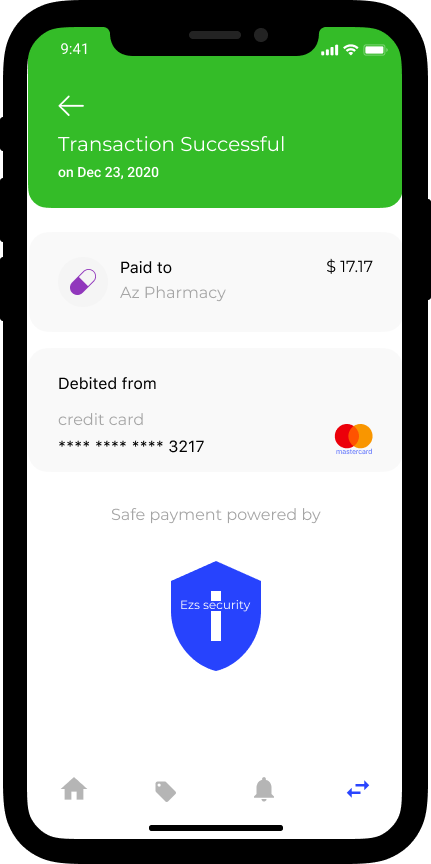 9:41
Transaction Successful
on Dec 23, 2020
Paid to
$ 17.17
Az Pharmacy
Debited from
credit card
**** **** **** 3217
mastercard
Safe payment powered by
Ezs security